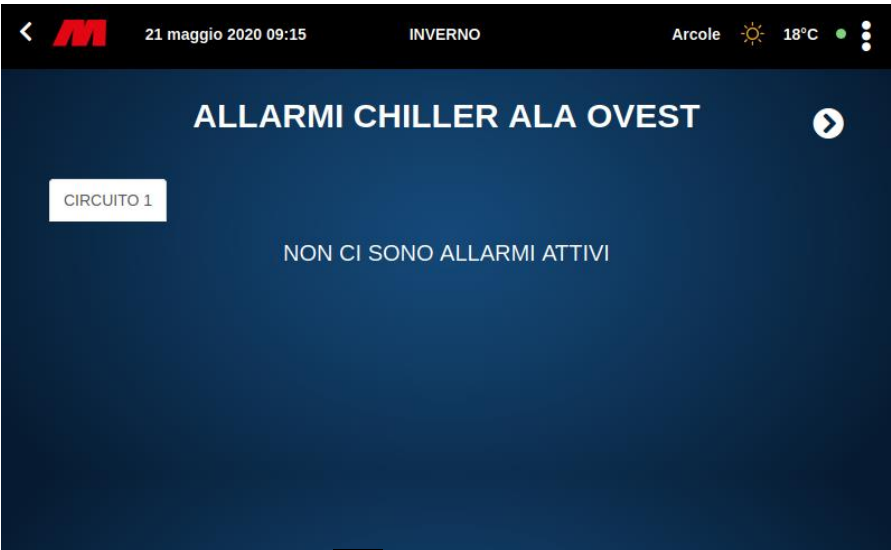 21 maggio 2020 09:15 INVERNO Arcole 18°C
ALLARMI CHILLER ALA OVEST
CIRCUITO 1
NON CI SONO ALLARMI ATTIVI